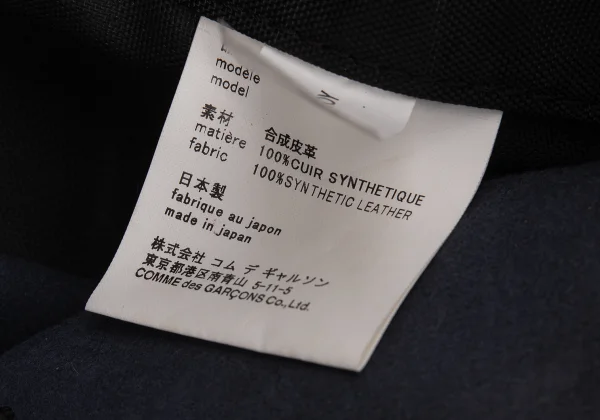 modèle
model
素材 合成皮革
matière 100%CUIR SYNTHETIQUE
fabric 100%SYNTHETIC LEATHER
日本製
fabrique au japon
made in japan
株式会社 コム デ ギャルソン
東京都港区南青山 5-11-5
COMME des GARÇONS Co.,Ltd.